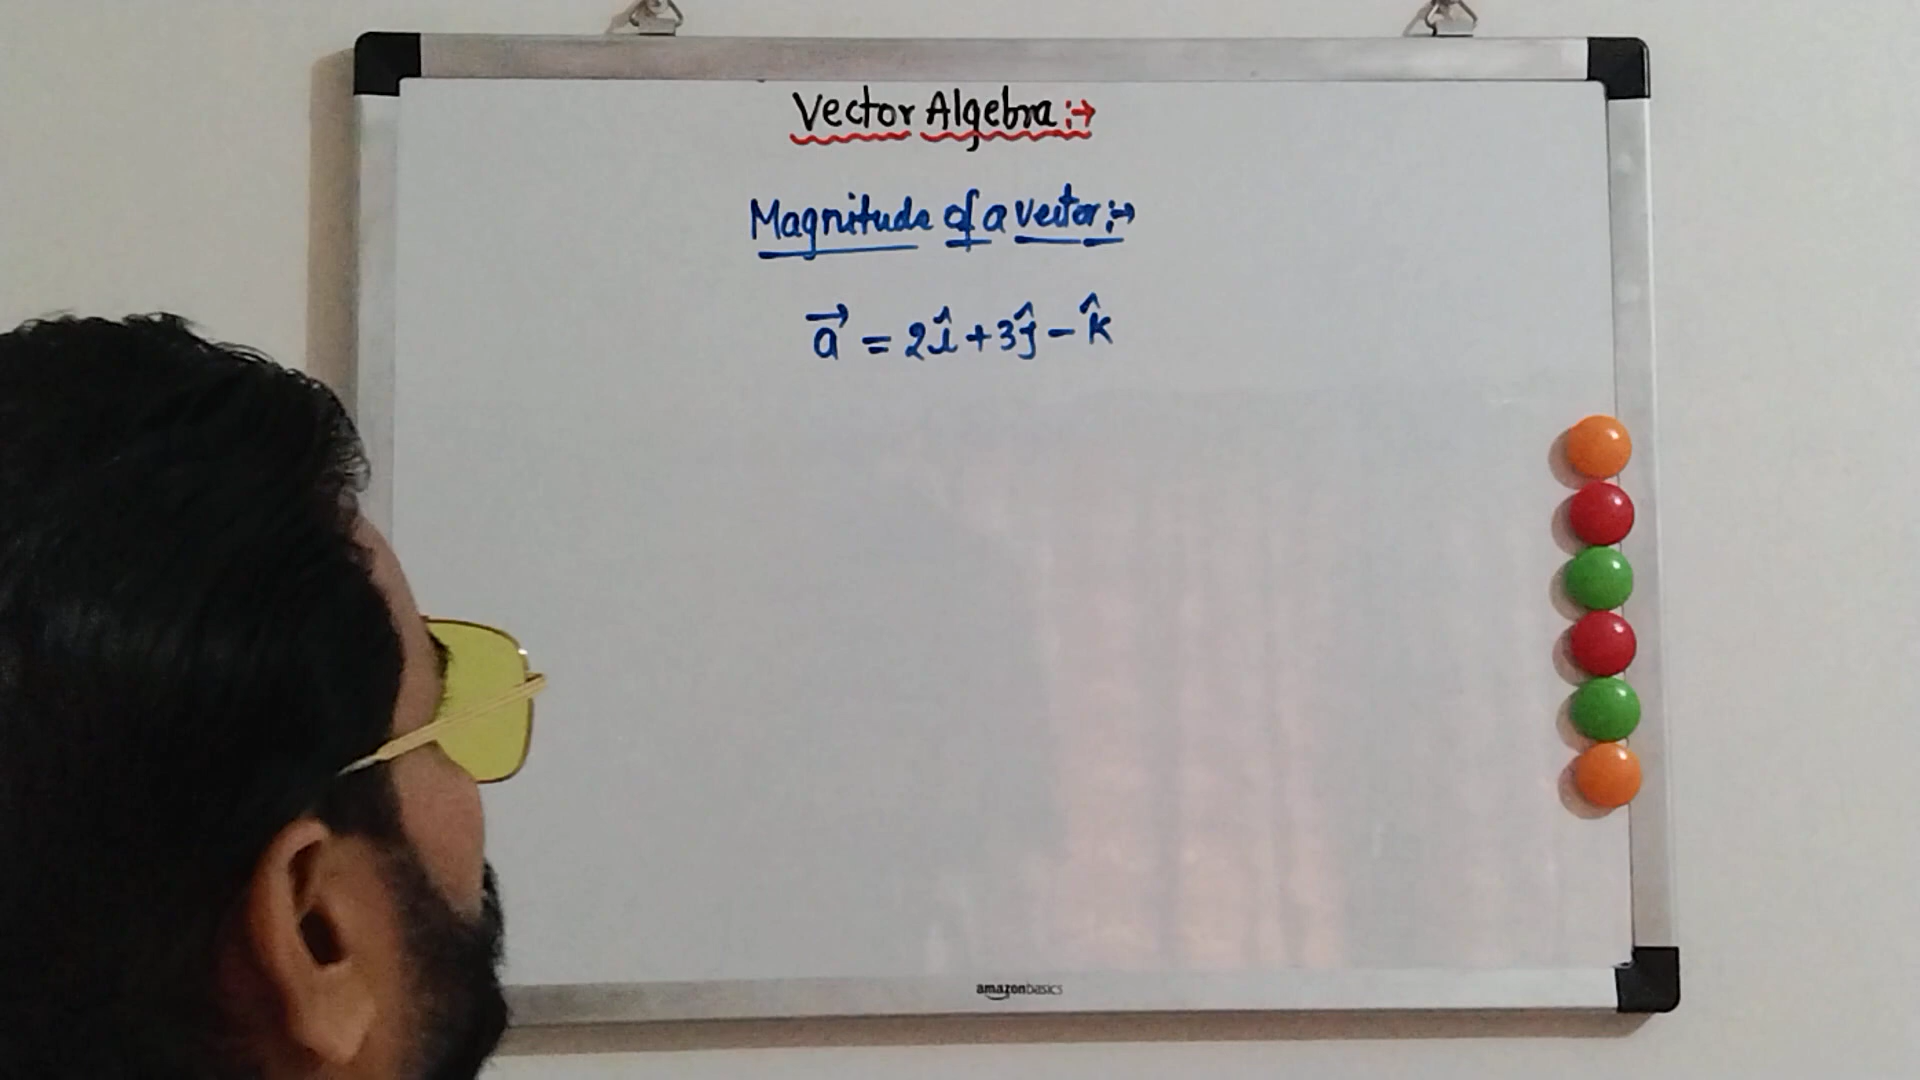 Vector Algebra :→
Magnitude of a vector :→
a⃗ = 2î + 3ĵ - k̂
amazonbasics